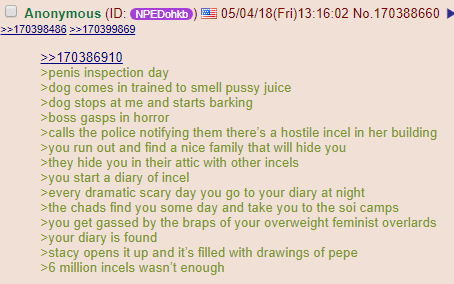 Anonymous (ID: NPEDohkb) 05/04/18(Fri)13:16:02 No.170388660
>>170398486 >>170399869
>>170386910
>penis inspection day
>dog comes in trained to smell pussy juice
>dog stops at me and starts barking
>boss gasps in horror
>calls the police notifying them there's a hostile incel in her building
>you run out and find a nice family that will hide you
>they hide you in their attic with other incels
>you start a diary of incel
>every dramatic scary day you go to your diary at night
>the chads find you some day and take you to the soi camps
>you get gassed by the braps of your overweight feminist overlards
>your diary is found
>stacy opens it up and it's filled with drawings of pepe
>6 million incels wasn't enough